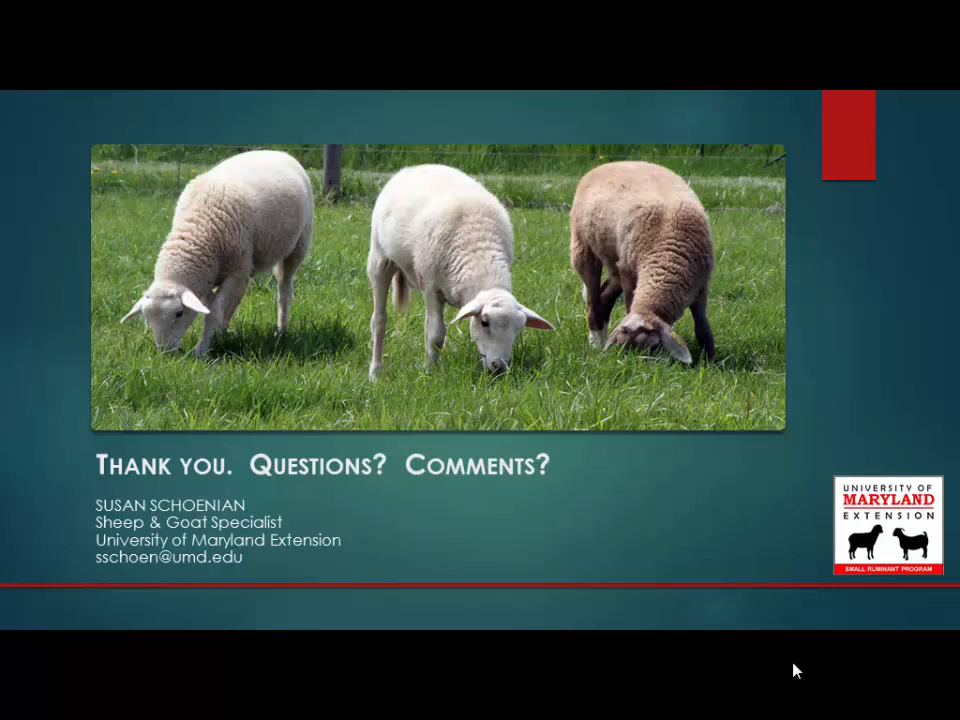 THANK YOU.  QUESTIONS?  COMMENTS?
SUSAN SCHOENIAN
Sheep & Goat Specialist
University of Maryland Extension
sschoen@umd.edu
UNIVERSITY OF
MARYLAND
EXTENSION
SMALL RUMINANT PROGRAM